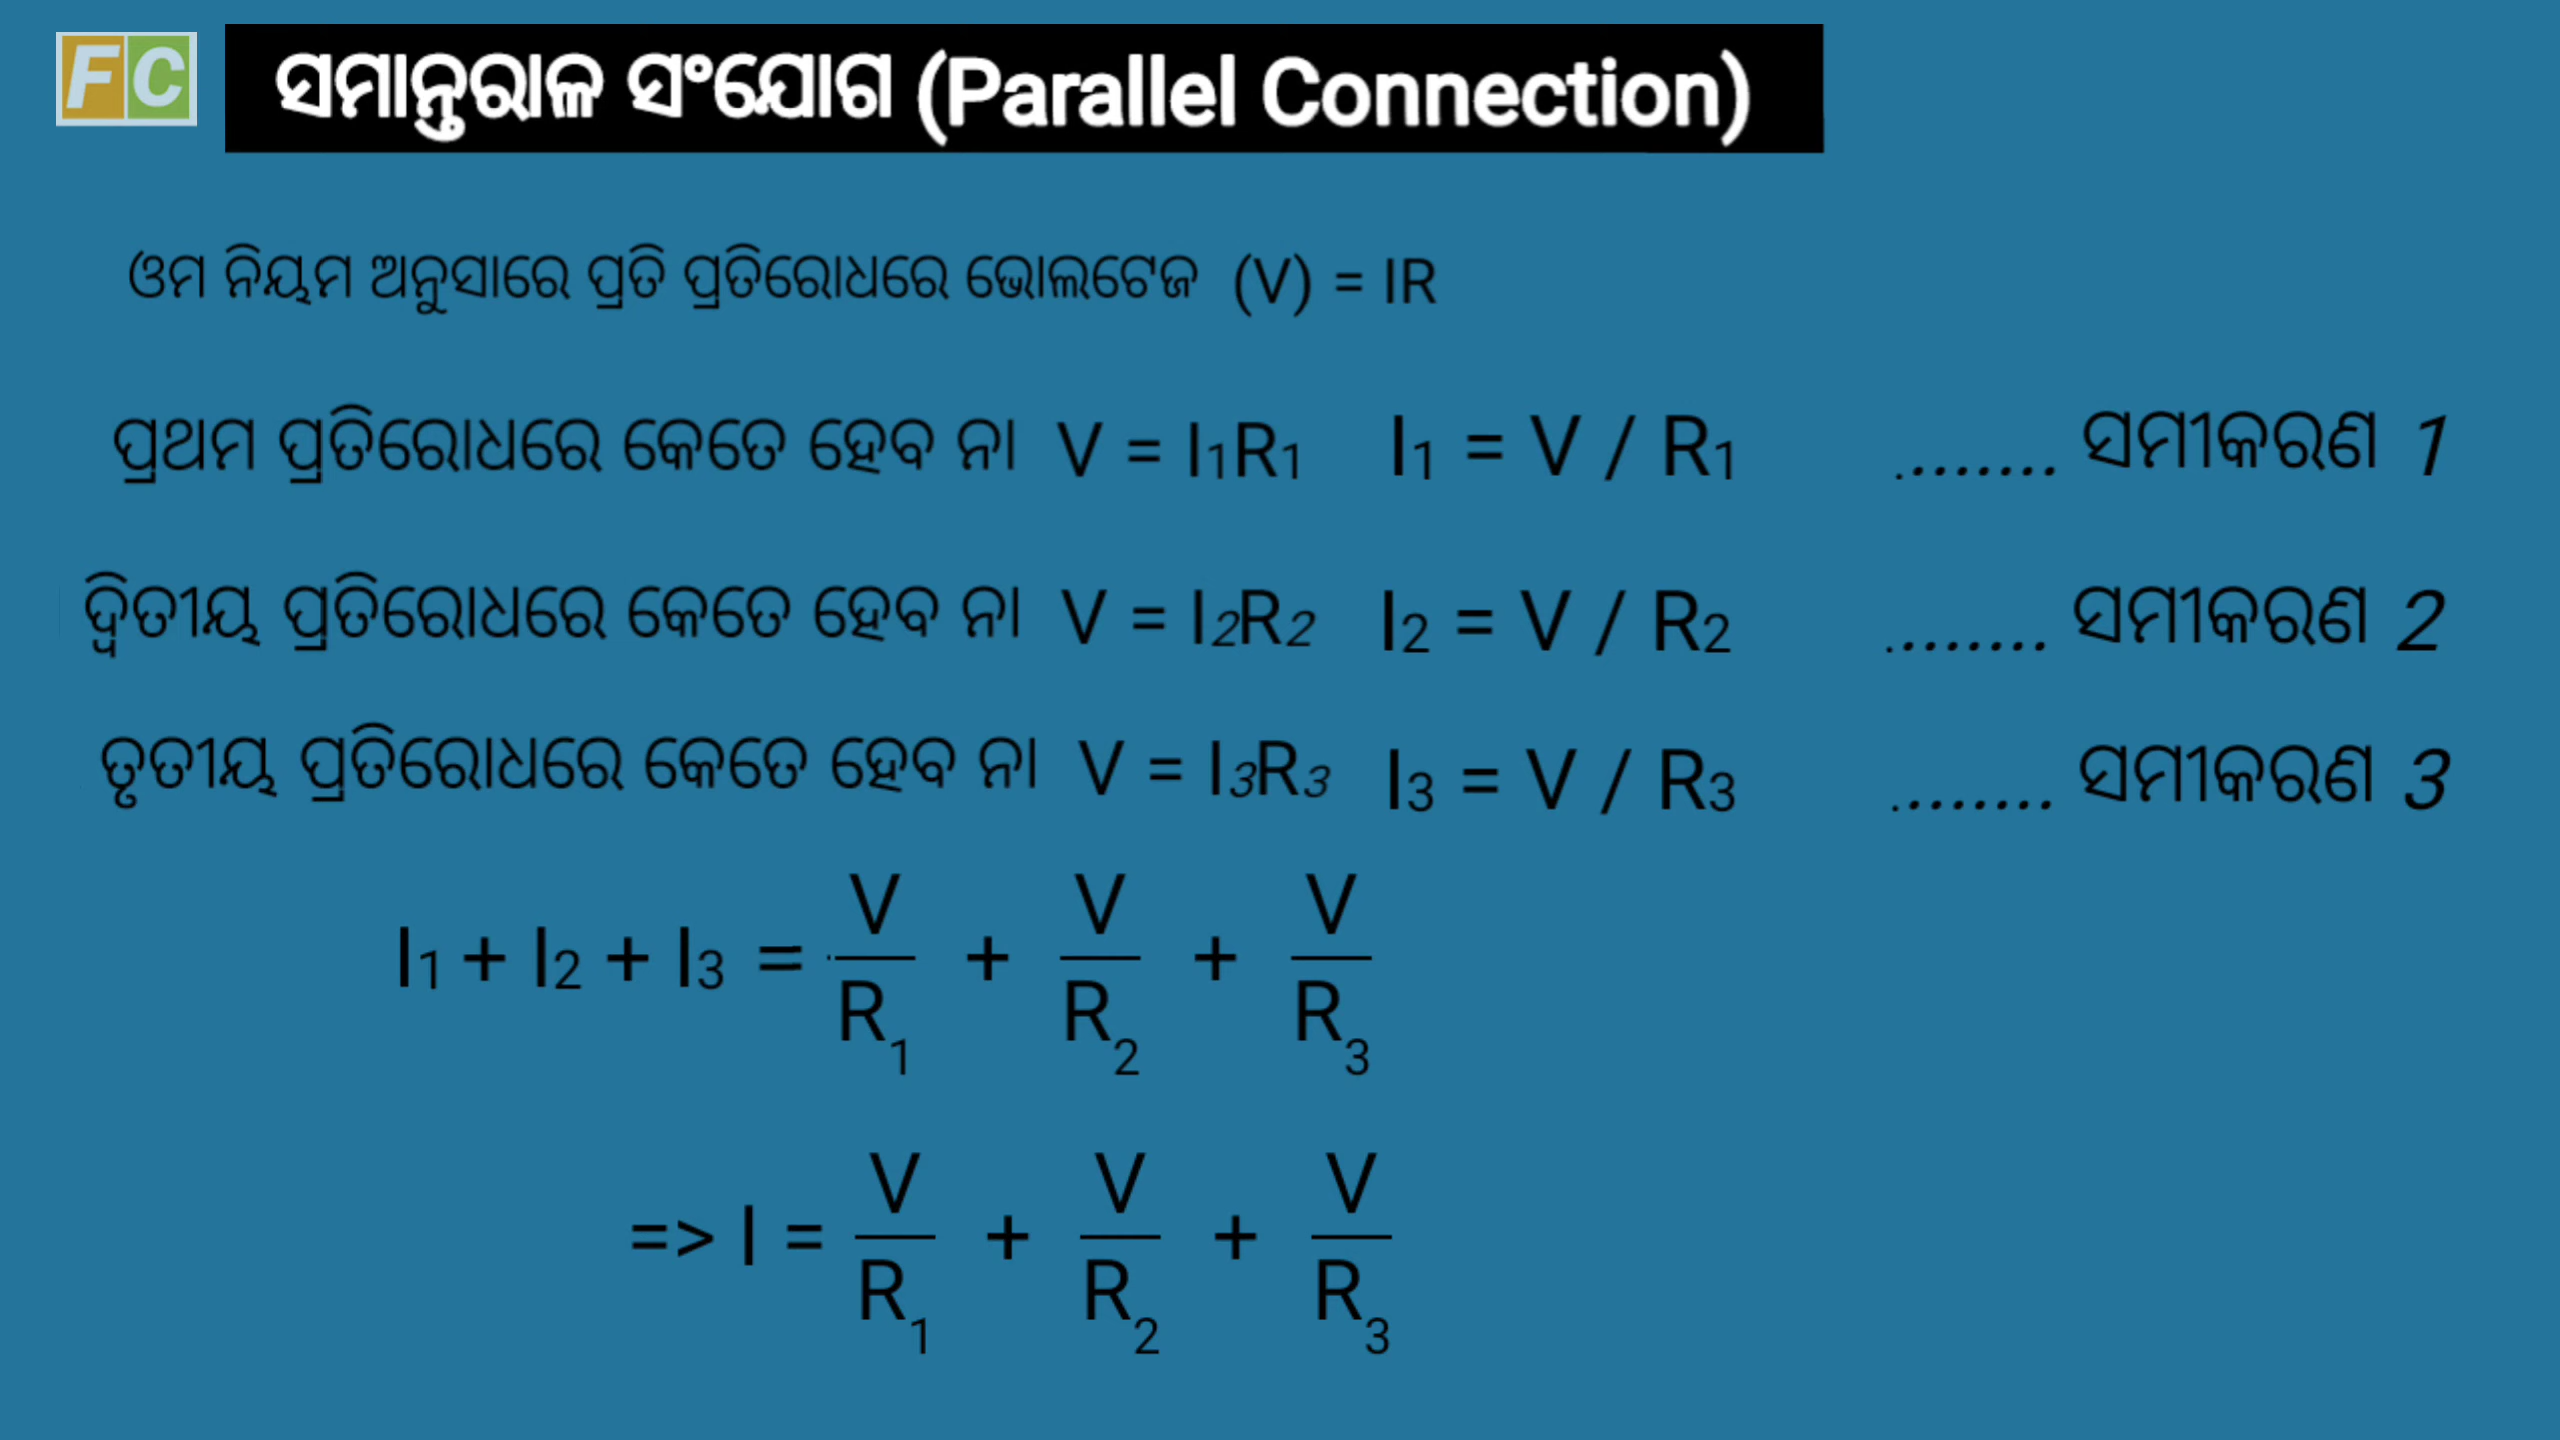 FC
ସମାନ୍ତରାଳ ସଂଯୋଗ (Parallel Connection)
ଓମ ନିୟମ ଅନୁସାରେ ପ୍ରତି ପ୍ରତିରୋଧରେ ଭୋଲଟେଜ (V) = IR
ପ୍ରଥମ ପ୍ରତିରୋଧରେ କେତେ ହେବ ନା V = I₁R₁ I₁ = V / R₁ ........ ସମୀକରଣ 1
ଦ୍ୱିତୀୟ ପ୍ରତିରୋଧରେ କେତେ ହେବ ନା V = I₂R₂ I₂ = V / R₂ ........ ସମୀକରଣ 2
ତୃତୀୟ ପ୍ରତିରୋଧରେ କେତେ ହେବ ନା V = I₃R₃ I₃ = V / R₃ ........ ସମୀକରଣ 3
I₁ + I₂ + I₃ = V/R₁ + V/R₂ + V/R₃
=> I = V/R₁ + V/R₂ + V/R₃